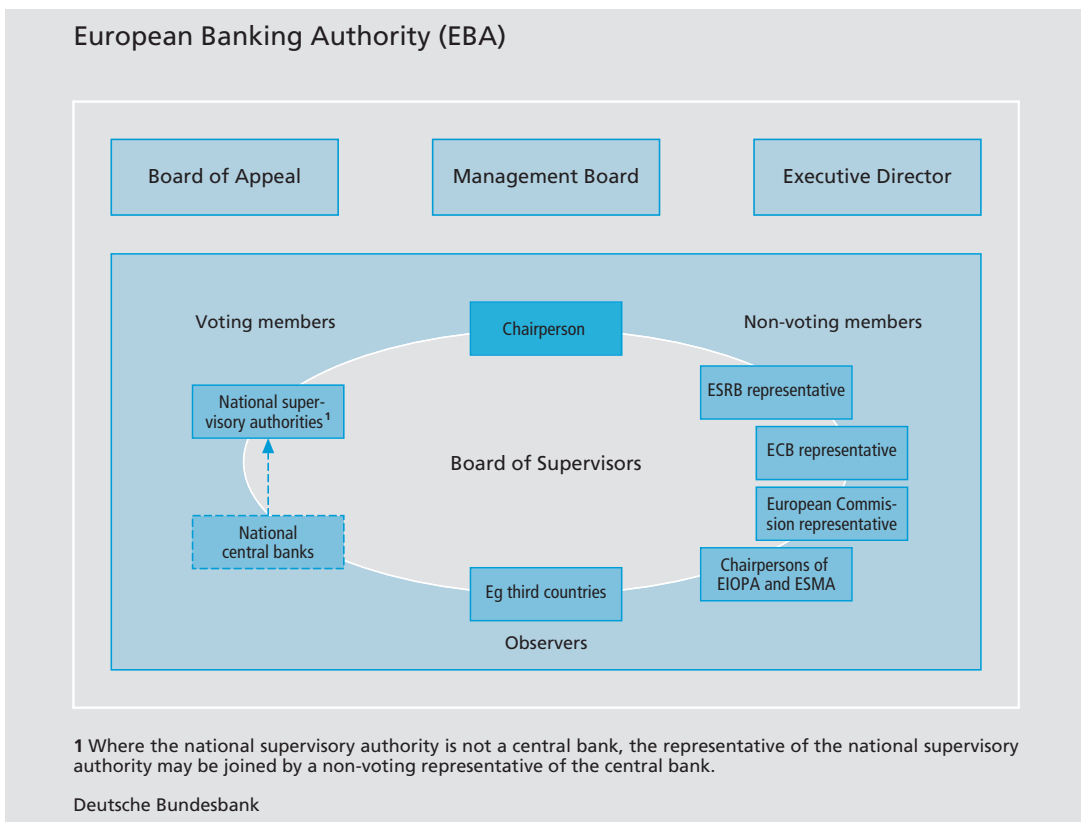 European Banking Authority (EBA)
Board of Appeal
Management Board
Executive Director
Voting members
Chairperson
Non-voting members
National super-
visory authorities1
ESRB representative
ECB representative
Board of Supervisors
European Commis-
sion representative
National
central banks
Chairpersons of
EIOPA and ESMA
Eg third countries
Observers
1 Where the national supervisory authority is not a central bank, the representative of the national supervisory
authority may be joined by a non-voting representative of the central bank.
Deutsche Bundesbank